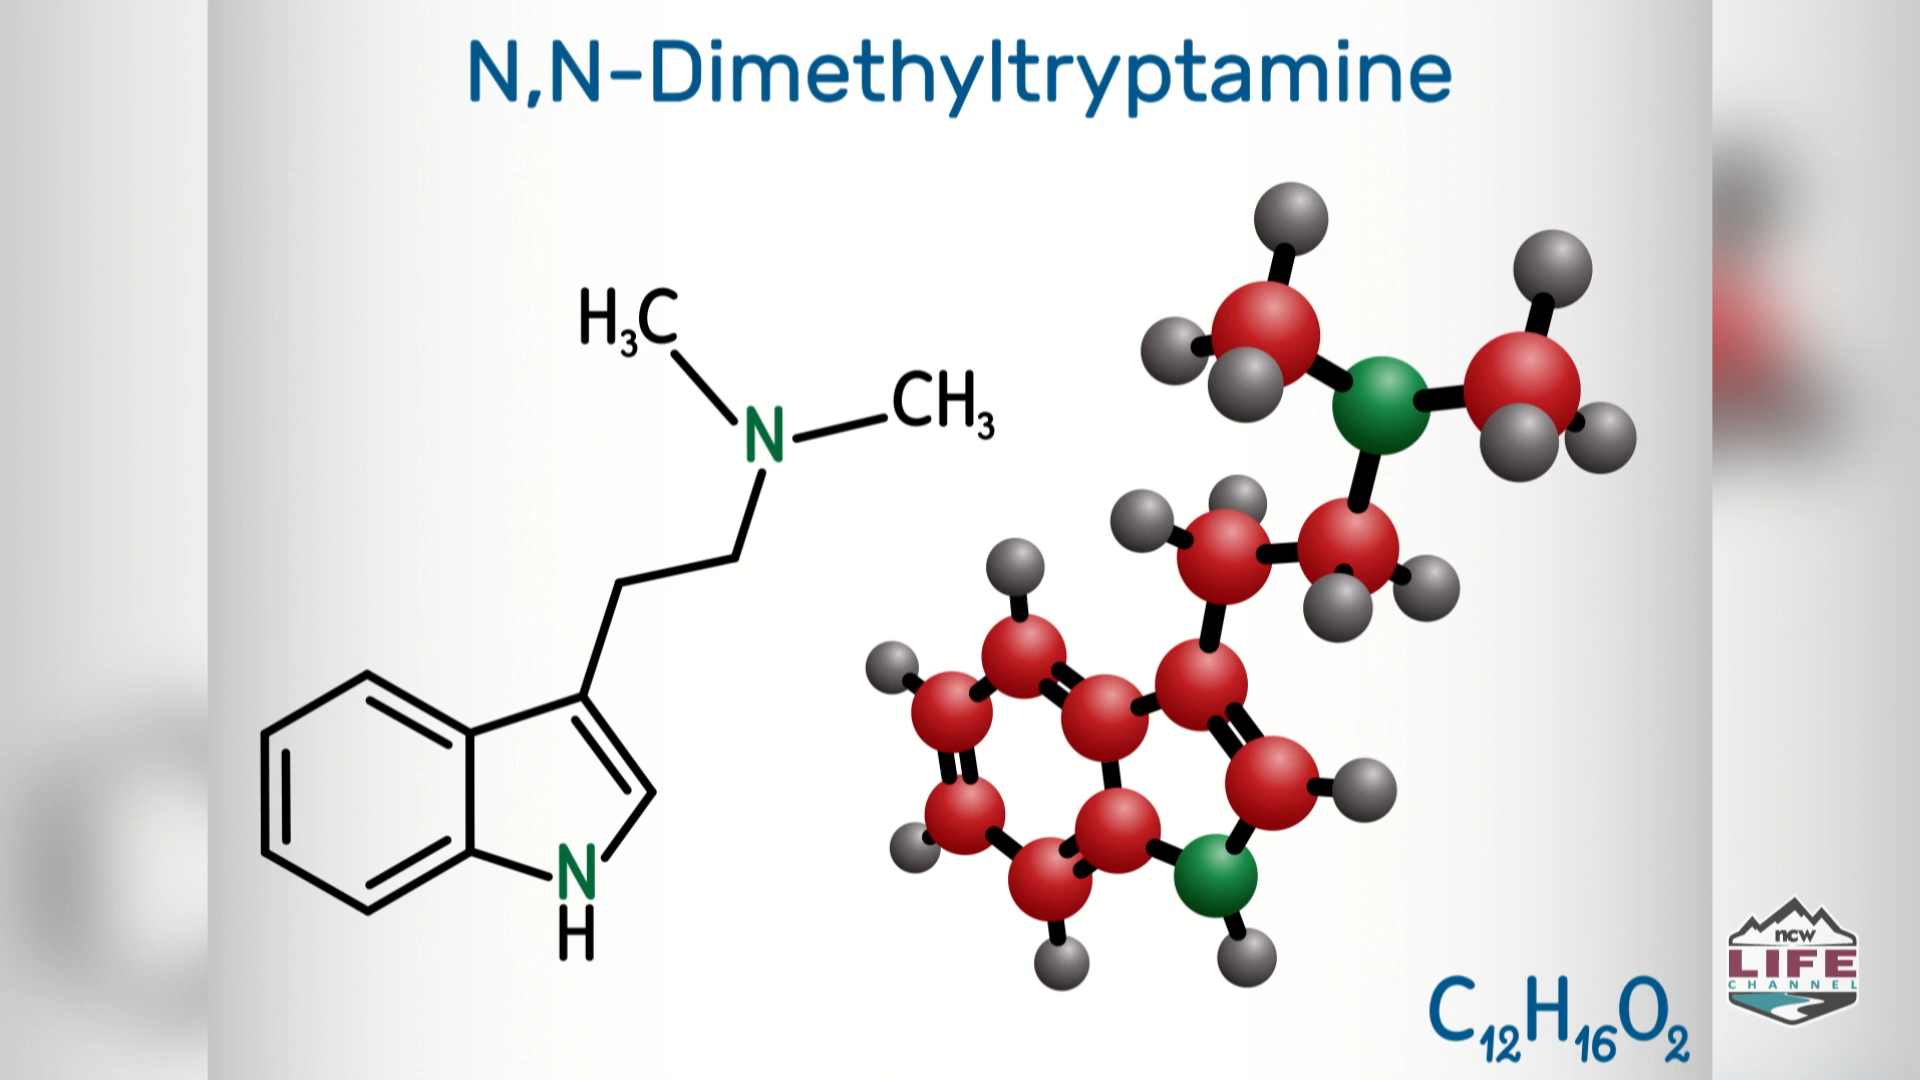 N,N-Dimethyltryptamine
H₃C
CH₃
N
N
H
ncw
LIFE
CHANNEL
C₁₂H₁₆O₂